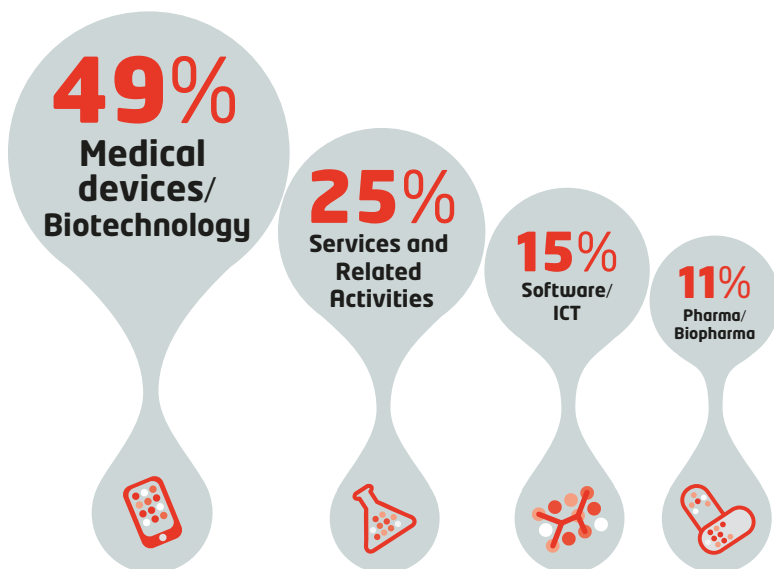 49%
Medical
devices/
Biotechnology
25%
Services and
Related
Activities
15%
Software/
ICT
11%
Pharma/
Biopharma